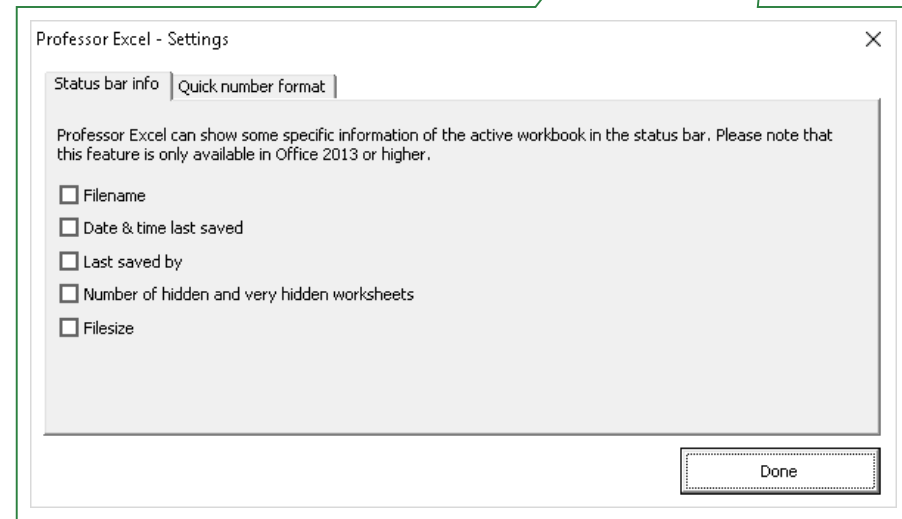 Professor Excel - Settings
Status bar info
Quick number format
Professor Excel can show some specific information of the active workbook in the status bar. Please note that
this feature is only available in Office 2013 or higher.
Filename
Date & time last saved
Last saved by
Number of hidden and very hidden worksheets
Filesize
Done